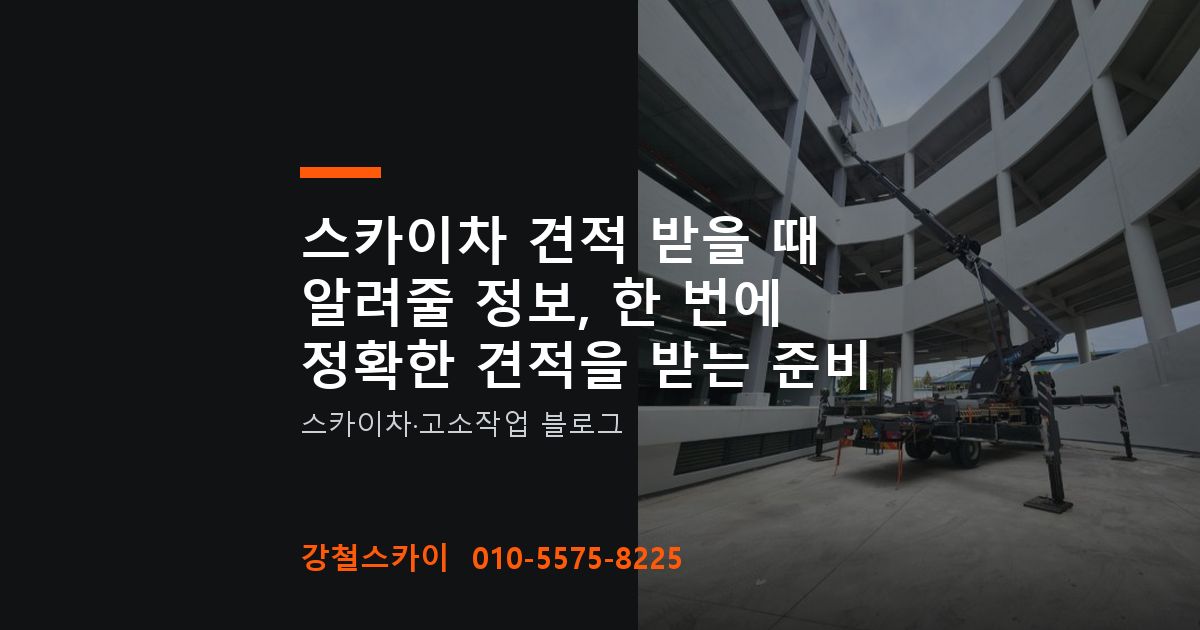 스카이차 견적 받을 때
알려줄 정보, 한 번에
정확한 견적을 받는 준비
스카이차·고소작업 블로그
강철스카이 010-5575-8225